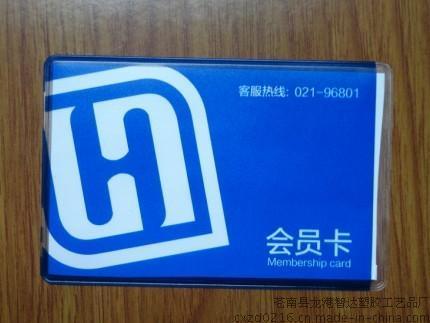 客服热线: 021-96801
H
会员卡
Membership card
苍南县龙港智达塑胶工艺品厂
cxzd0216.cn.made-in-china.com